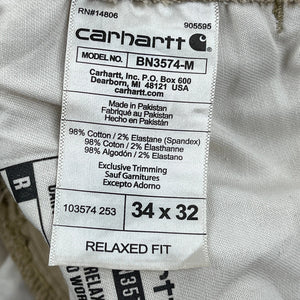 RN#14806 905595
carhartt
MODEL NO. BN3574-M
Carhartt, Inc. P.O. Box 600
Dearborn, MI 48121 USA
carhartt.com
Made in Pakistan
Fabriqué au Pakistan
Hecho en Pakistán
98% Cotton / 2% Elastane (Spandex)
98% Coton / 2% Élasthanne
98% Algodón / 2% Elastano
Exclusive Trimming
Sauf Garnitures
Excepto Adorno
103574 253 34 x 32
RELAXED FIT
R